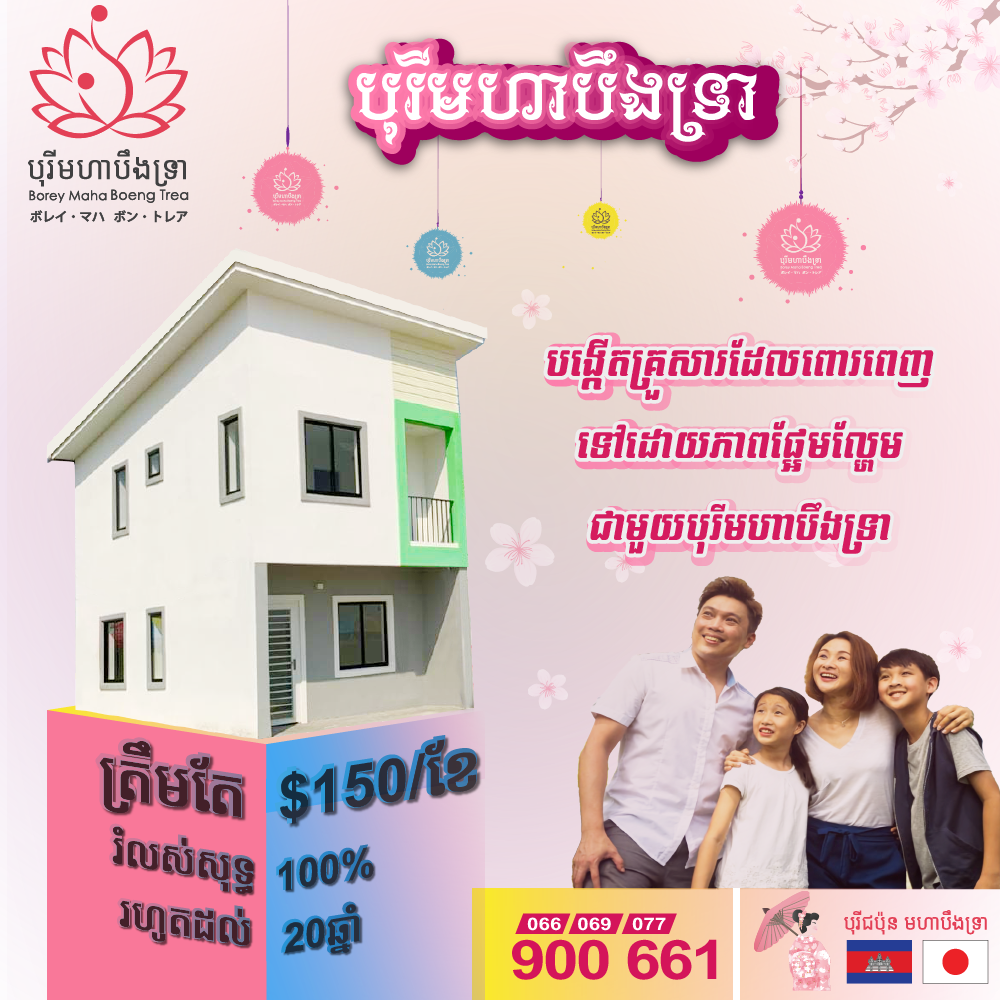 បុរីមហាបឹងទ្រា
បុរីមហាបឹងទ្រា
Borey Maha Boeng Trea
ボレイ・マハ ボン・トレア
បង្កើតគ្រួសារដែលពោរពេញ
ទៅដោយភាពផ្អែមល្ហែម
ជាមួយបុរីមហាបឹងទ្រា
ត្រឹមតែ $150/ខែ
រំលស់សុទ្ធ 100%
រហូតដល់ 20ឆ្នាំ
066 / 069 / 077
900 661
បុរីជប៉ុន មហាបឹងទ្រា